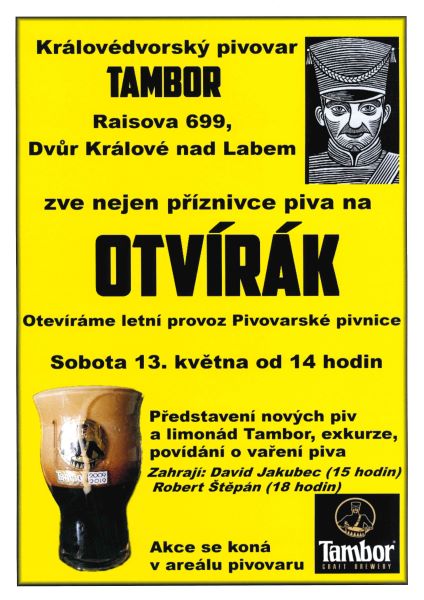 Královédvorský pivovar
TAMBOR
Raisova 699,
Dvůr Králové nad Labem
zve nejen příznivce piva na
OTVÍRÁK
Otevíráme letní provoz Pivovarské pivnice
Sobota 13. května od 14 hodin
Představení nových piv
a limonád Tambor, exkurze,
povídání o vaření piva
Zahrají: David Jakubec (15 hodin)
Robert Štěpán (18 hodin)
2009
2019
Akce se koná
v areálu pivovaru
Tambor
CRAFT BREWERY